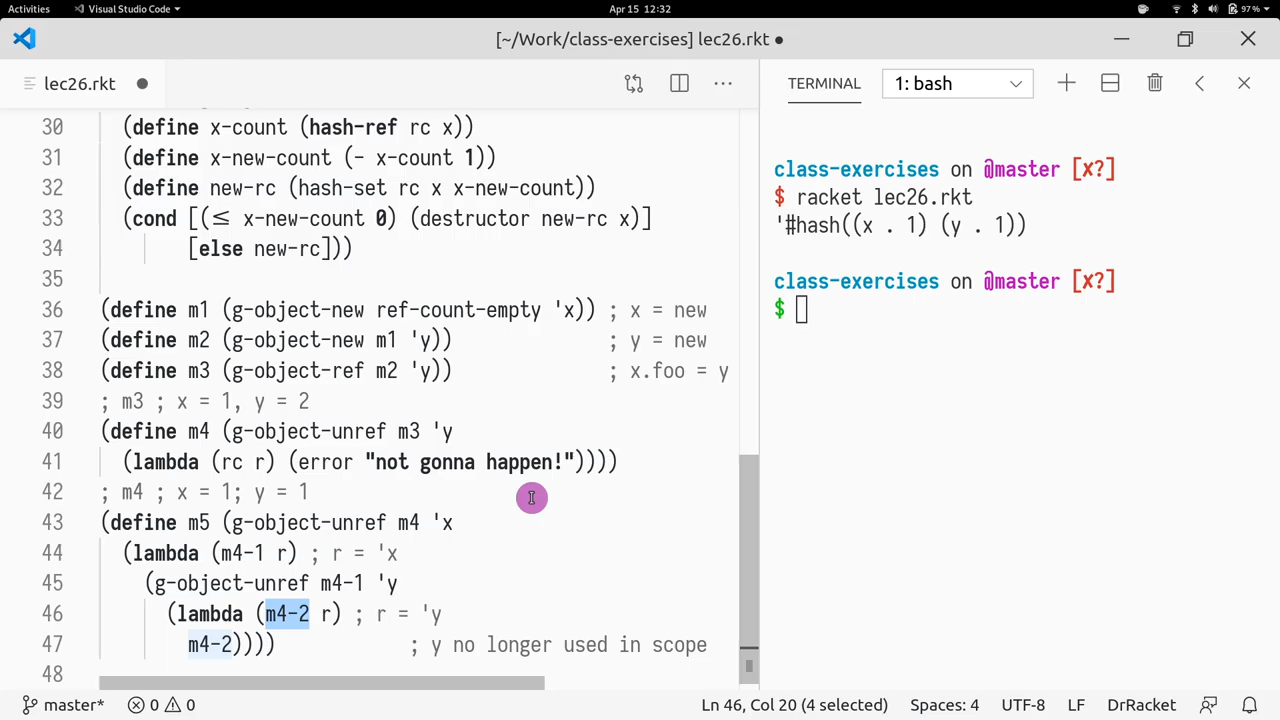 Activities Visual Studio Code Apr 15 12:32 97%
[~/Work/class-exercises] lec26.rkt ●
lec26.rkt ●
TERMINAL 1: bash
30 (define x-count (hash-ref rc x))
31 (define x-new-count (- x-count 1))
32 (define new-rc (hash-set rc x x-new-count))
33 (cond [(≤ x-new-count 0) (destructor new-rc x)]
34 [else new-rc]))
35
36 (define m1 (g-object-new ref-count-empty 'x)) ; x = new
37 (define m2 (g-object-new m1 'y)) ; y = new
38 (define m3 (g-object-ref m2 'y)) ; x.foo = y
39 ; m3 ; x = 1, y = 2
40 (define m4 (g-object-unref m3 'y
41 (lambda (rc r) (error "not gonna happen!"))))
42 ; m4 ; x = 1; y = 1
43 (define m5 (g-object-unref m4 'x
44 (lambda (m4-1 r) ; r = 'x
45 (g-object-unref m4-1 'y
46 (lambda (m4-2 r) ; r = 'y
47 m4-2)))) ; y no longer used in scope
48
class-exercises on @master [x?]
$ racket lec26.rkt
'#hash((x . 1) (y . 1))
class-exercises on @master [x?]
$
master* 0 0 Ln 46, Col 20 (4 selected) Spaces: 4 UTF-8 LF DrRacket